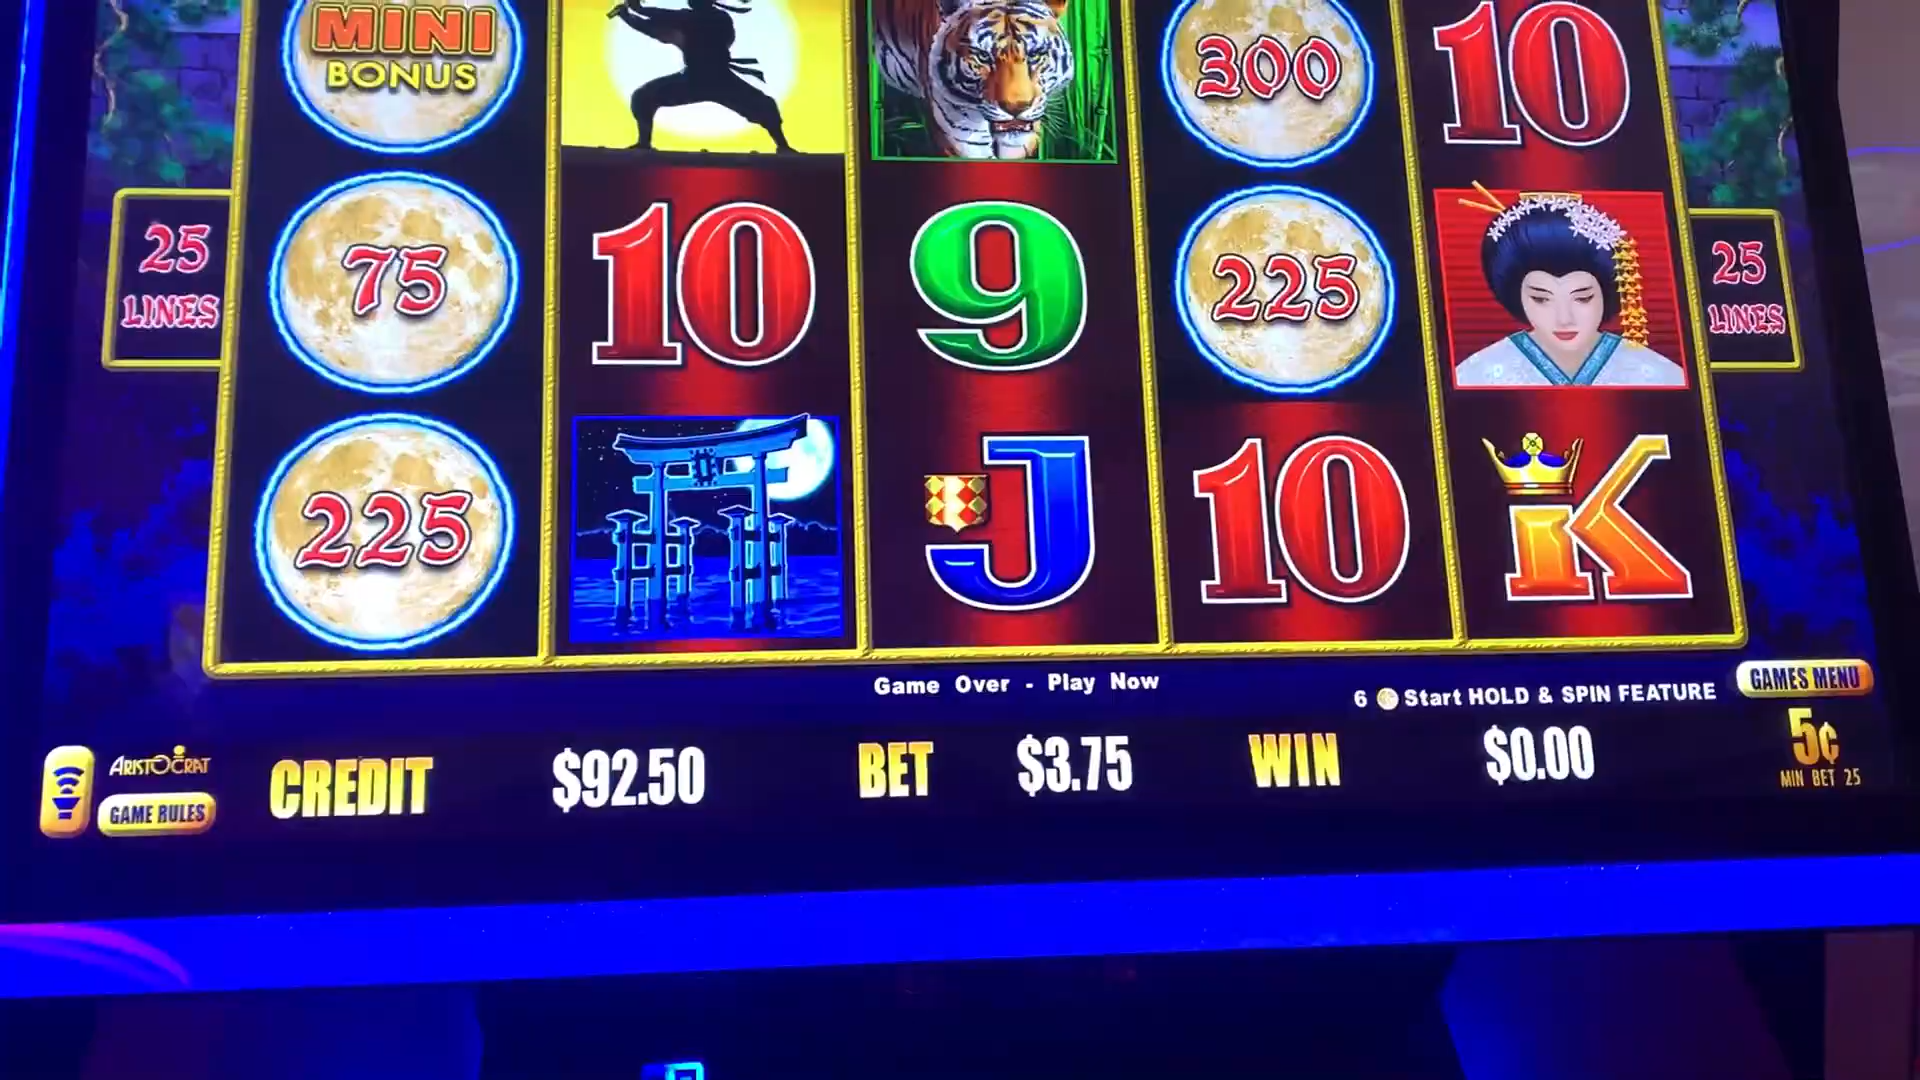 MINI
BONUS
300
10
25
LINES
75
10
9
225
25
LINES
225
J
10
K
Game Over - Play Now
6 Start HOLD & SPIN FEATURE
GAMES MENU
ARISTOCRAT
GAME RULES
CREDIT $92.50 BET $3.75 WIN $0.00
5¢
MIN BET 25